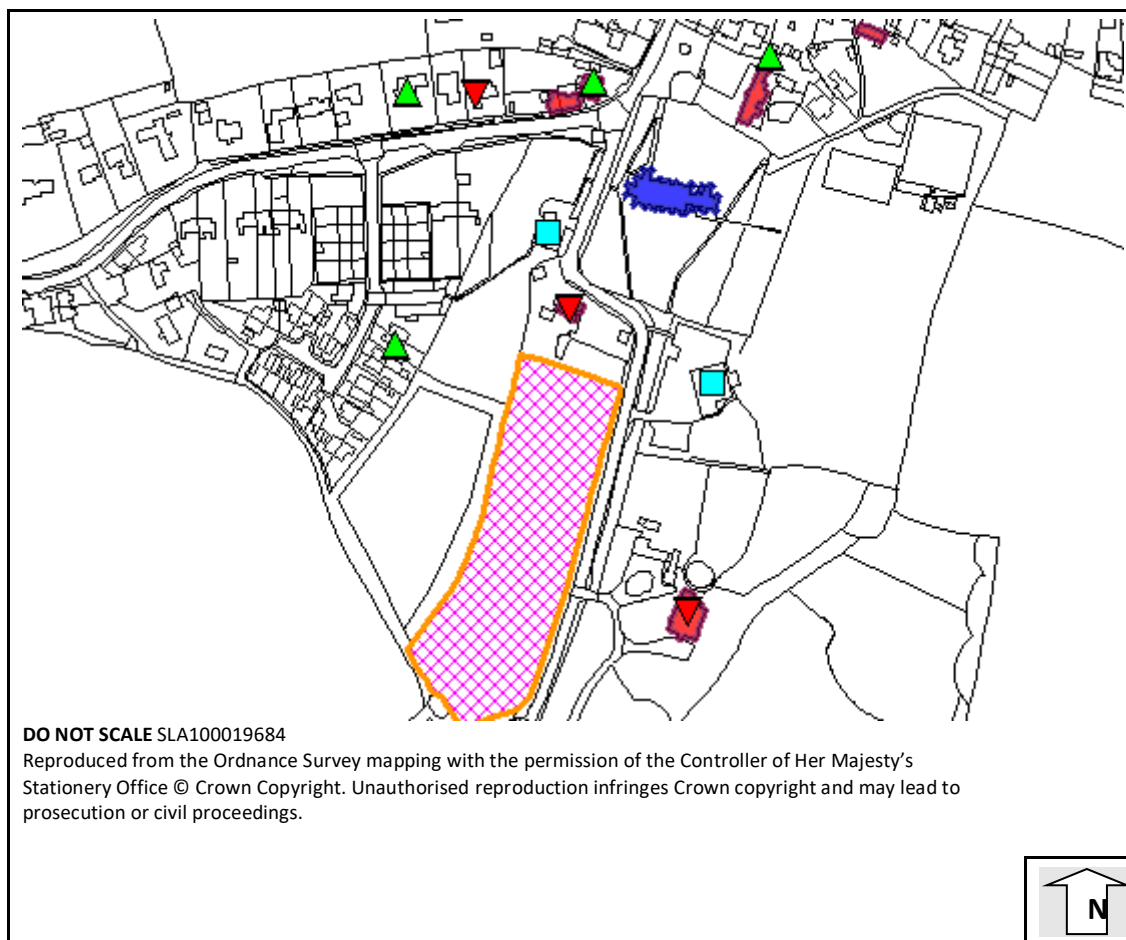 DO NOT SCALE SLA100019684
Reproduced from the Ordnance Survey mapping with the permission of the Controller of Her Majesty’s
Stationery Office © Crown Copyright. Unauthorised reproduction infringes Crown copyright and may lead to
prosecution or civil proceedings.
N